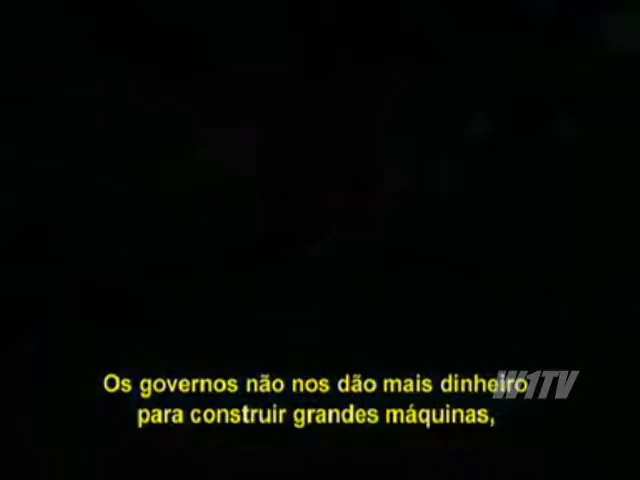 Os governos não nos dão mais dinheiro
para construir grandes máquinas,
W1TV